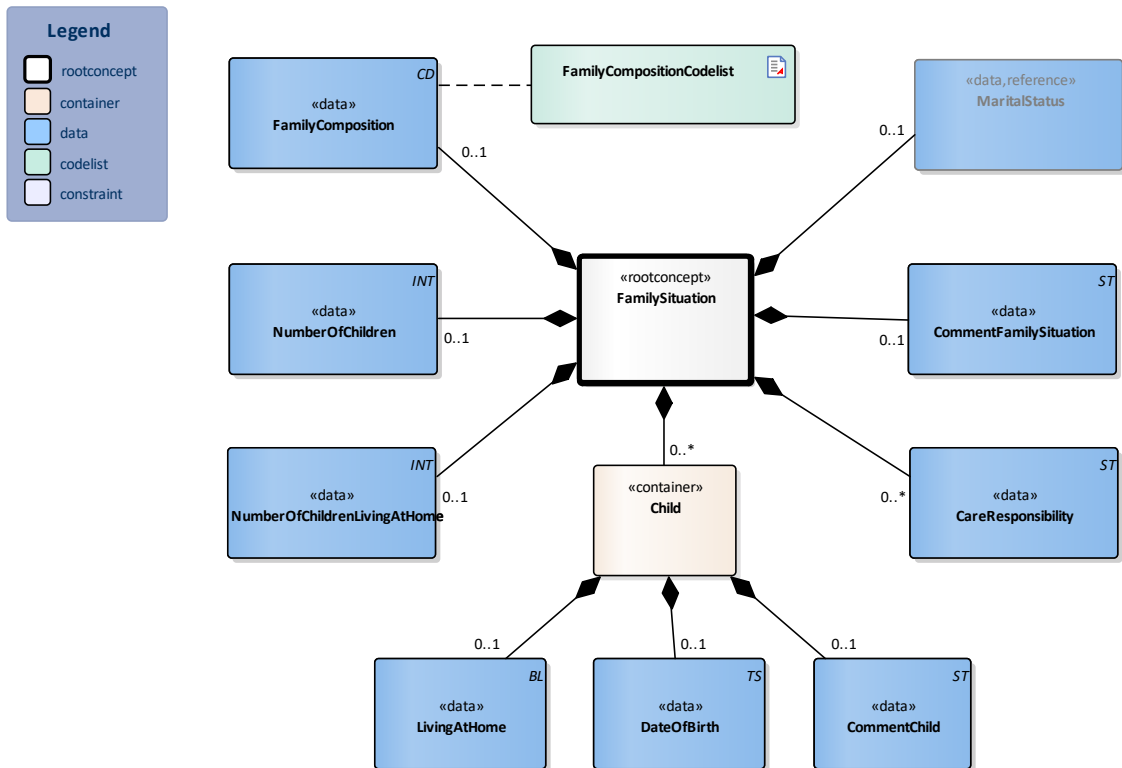 Legend
rootconcept
container
data
codelist
constraint
CD
«data»
FamilyComposition
0..1
FamilyCompositionCodelist
«data,reference»
MaritalStatus
0..1
INT
«data»
NumberOfChildren
0..1
«rootconcept»
FamilySituation
ST
«data»
CommentFamilySituation
0..1
INT
«data»
NumberOfChildrenLivingAtHome
0..1
0..*
«container»
Child
ST
«data»
CareResponsibility
0..*
0..1
BL
«data»
LivingAtHome
0..1
TS
«data»
DateOfBirth
0..1
ST
«data»
CommentChild